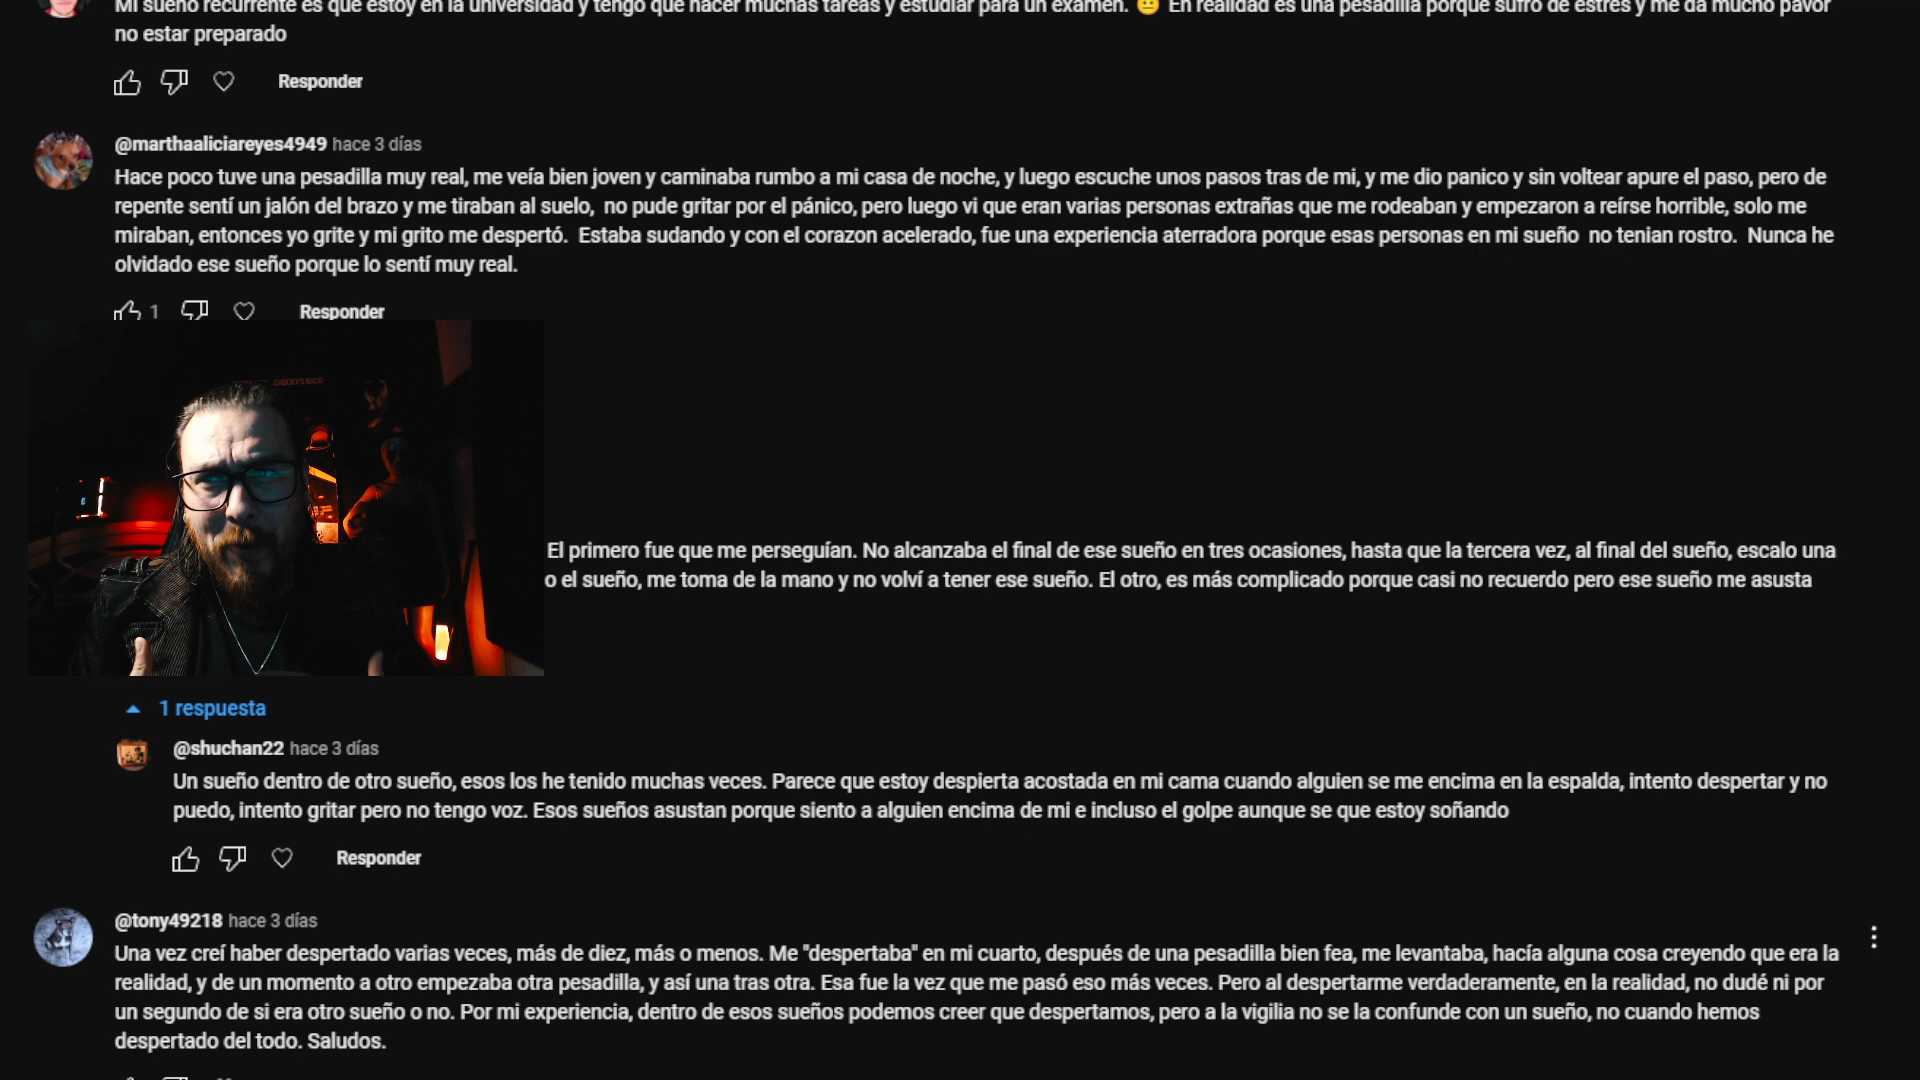 Mi sueño recurrente es que estoy en la universidad y tengo que hacer muchas tareas y estudiar para un examen. 😐 En realidad es una pesadilla porque sufro de estrés y me da mucho pavor
no estar preparado
Responder
@marthaaliciareyes4949 hace 3 días
Hace poco tuve una pesadilla muy real, me veía bien joven y caminaba rumbo a mi casa de noche, y luego escuche unos pasos tras de mi, y me dio panico y sin voltear apure el paso, pero de
repente sentí un jalón del brazo y me tiraban al suelo,  no pude gritar por el pánico, pero luego vi que eran varias personas extrañas que me rodeaban y empezaron a reírse horrible, solo me
miraban, entonces yo grite y mi grito me despertó.  Estaba sudando y con el corazon acelerado, fue una experiencia aterradora porque esas personas en mi sueño  no tenian rostro.  Nunca he
olvidado ese sueño porque lo sentí muy real.
1 Responder
El primero fue que me perseguían. No alcanzaba el final de ese sueño en tres ocasiones, hasta que la tercera vez, al final del sueño, escalo una
o el sueño, me toma de la mano y no volví a tener ese sueño. El otro, es más complicado porque casi no recuerdo pero ese sueño me asusta
1 respuesta
@shuchan22 hace 3 días
Un sueño dentro de otro sueño, esos los he tenido muchas veces. Parece que estoy despierta acostada en mi cama cuando alguien se me encima en la espalda, intento despertar y no
puedo, intento gritar pero no tengo voz. Esos sueños asustan porque siento a alguien encima de mi e incluso el golpe aunque se que estoy soñando
Responder
@tony49218 hace 3 días
Una vez creí haber despertado varias veces, más de diez, más o menos. Me "despertaba" en mi cuarto, después de una pesadilla bien fea, me levantaba, hacía alguna cosa creyendo que era la
realidad, y de un momento a otro empezaba otra pesadilla, y así una tras otra. Esa fue la vez que me pasó eso más veces. Pero al despertarme verdaderamente, en la realidad, no dudé ni por
un segundo de si era otro sueño o no. Por mi experiencia, dentro de esos sueños podemos creer que despertamos, pero a la vigilia no se la confunde con un sueño, no cuando hemos
despertado del todo. Saludos.